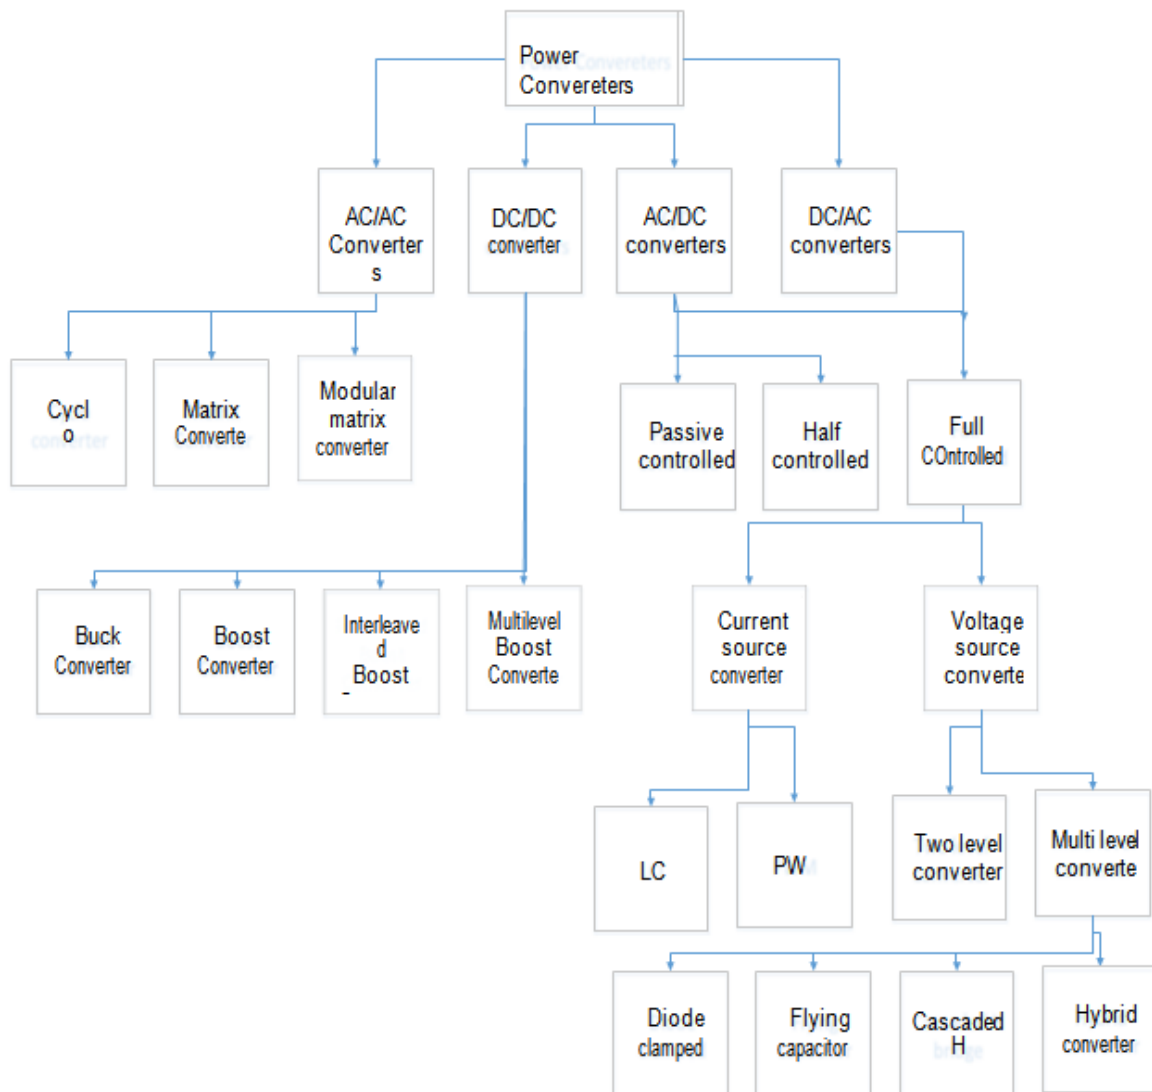 Power
Convereters
AC/AC
Converter
s
DC/DC
converter
AC/DC
converters
DC/AC
converters
Cyclo
o
Matrix
Converte
Modular
matrix
converter
Passive
controlled
Half
controlled
Full
COntrolled
Buck
Converter
Boost
Converter
Interleave
d
Boost
Multilevel
Boost
Converte
Current
source
converter
Voltage
source
converte
LC
PW
Two level
converter
Multi level
converte
Diode
clamped
Flying
capacitor
Cascaded
H
bridge
Hybrid
converter